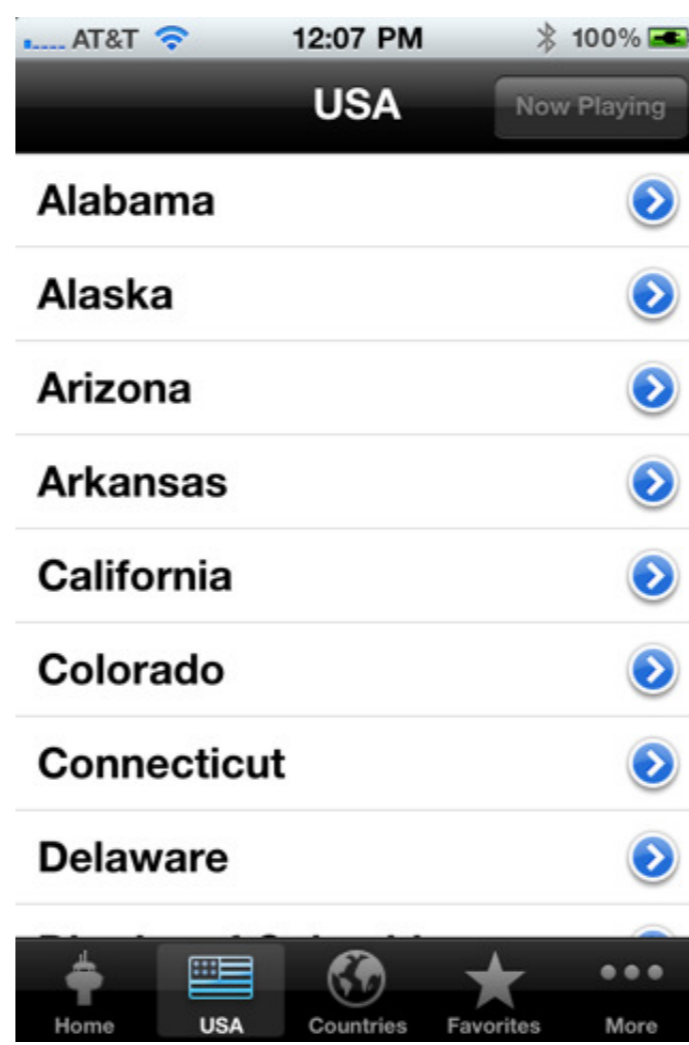 AT&T 12:07 PM 100%
USA Now Playing
Alabama
Alaska
Arizona
Arkansas
California
Colorado
Connecticut
Delaware
Home USA Countries Favorites More